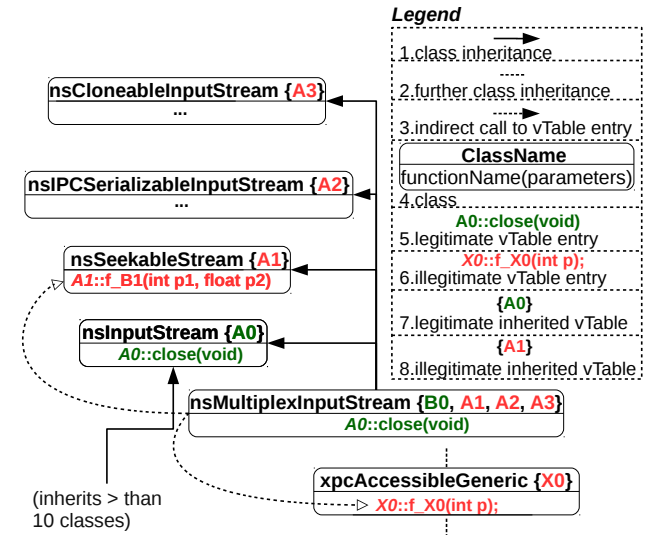 Legend
1.class inheritance
2.further class inheritance
3.indirect call to vTable entry
ClassName
functionName(parameters)
4.class
A0::close(void)
5.legitimate vTable entry
X0::f_X0(int p);
6.illegitimate vTable entry
{A0}
7.legitimate inherited vTable
{A1}
8.illegitimate inherited vTable
nsCloneableInputStream {A3}
...
nsIPCSerializableInputStream {A2}
...
nsSeekableStream {A1}
A1::f_B1(int p1, float p2)
nsInputStream {A0}
A0::close(void)
nsMultiplexInputStream {B0, A1, A2, A3}
A0::close(void)
xpcAccessibleGeneric {X0}
X0::f_X0(int p);
(inherits > than
10 classes)